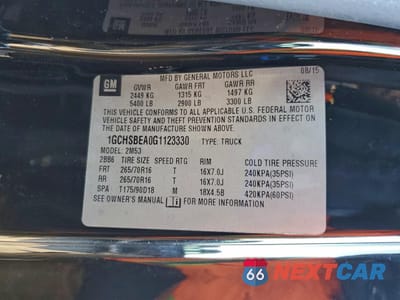 MFD BY GENERAL MOTORS LLC
08/15
GM
GVWR GAWR FRT GAWR RR
2449 KG 1315 KG 1497 KG
5400 LB 2900 LB 3300 LB
THIS VEHICLE CONFORMS TO ALL APPLICABLE U.S. FEDERAL MOTOR
VEHICLE SAFETY AND THEFT PREVENTION STANDARDS IN EFFECT
ON THE DATE OF MANUFACTURE SHOWN ABOVE.
1GCHSBEA0G1123330 TYPE: TRUCK
MODEL: 2M53
2BB6 TIRE SIZE SPEED RTG RIM COLD TIRE PRESSURE
FRT 265/70R16 T 16X7.0J 240KPA(35PSI)
RR 265/70R16 T 16X7.0J 240KPA(35PSI)
SPA T175/90D18 M 18X4.5B 420KPA(60PSI)
SEE OWNER'S MANUAL FOR MORE INFORMATION
66 NEXTCAR